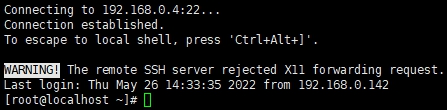 Connecting to 192.168.0.4:22...
Connection established.
To escape to local shell, press 'Ctrl+Alt+]'.
WARNING! The remote SSH server rejected X11 forwarding request.
Last login: Thu May 26 14:33:35 2022 from 192.168.0.142
[root@localhost ~]#